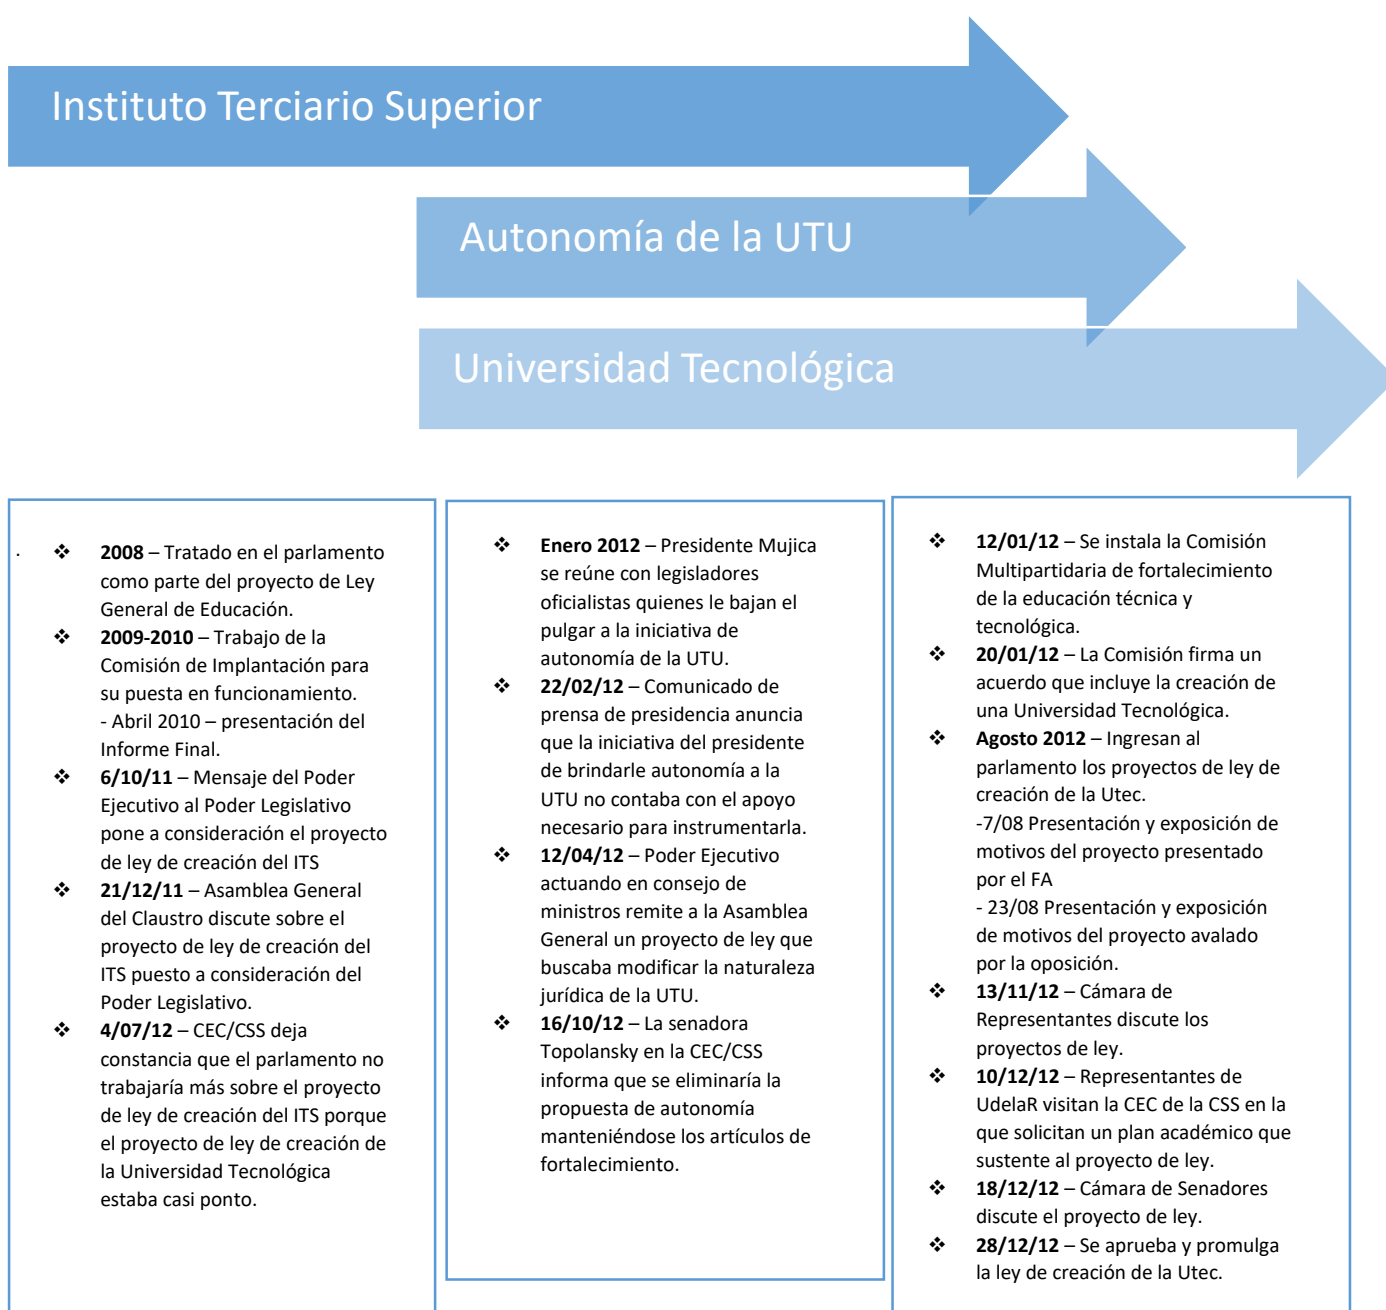 Instituto Terciario Superior
Autonomía de la UTU
Universidad Tecnológica
.
❖ 2008 – Tratado en el parlamento
como parte del proyecto de Ley
General de Educación.
❖ 2009-2010 – Trabajo de la
Comisión de Implantación para
su puesta en funcionamiento.
- Abril 2010 – presentación del
Informe Final.
❖ 6/10/11 – Mensaje del Poder
Ejecutivo al Poder Legislativo
pone a consideración el proyecto
de ley de creación del ITS
❖ 21/12/11 – Asamblea General
del Claustro discute sobre el
proyecto de ley de creación del
ITS puesto a consideración del
Poder Legislativo.
❖ 4/07/12 – CEC/CSS deja
constancia que el parlamento no
trabajaría más sobre el proyecto
de ley de creación del ITS porque
el proyecto de ley de creación de
la Universidad Tecnológica
estaba casi ponto.
❖ Enero 2012 – Presidente Mujica
se reúne con legisladores
oficialistas quienes le bajan el
pulgar a la iniciativa de
autonomía de la UTU.
❖ 22/02/12 – Comunicado de
prensa de presidencia anuncia
que la iniciativa del presidente
de brindarle autonomía a la
UTU no contaba con el apoyo
necesario para instrumentarla.
❖ 12/04/12 – Poder Ejecutivo
actuando en consejo de
ministros remite a la Asamblea
General un proyecto de ley que
buscaba modificar la naturaleza
jurídica de la UTU.
❖ 16/10/12 – La senadora
Topolansky en la CEC/CSS
informa que se eliminaría la
propuesta de autonomía
manteniéndose los artículos de
fortalecimiento.
❖ 12/01/12 – Se instala la Comisión
Multipartidaria de fortalecimiento
de la educación técnica y
tecnológica.
❖ 20/01/12 – La Comisión firma un
acuerdo que incluye la creación de
una Universidad Tecnológica.
❖ Agosto 2012 – Ingresan al
parlamento los proyectos de ley de
creación de la Utec.
-7/08 Presentación y exposición de
motivos del proyecto presentado
por el FA
- 23/08 Presentación y exposición
de motivos del proyecto avalado
por la oposición.
❖ 13/11/12 – Cámara de
Representantes discute los
proyectos de ley.
❖ 10/12/12 – Representantes de
UdelaR visitan la CEC de la CSS en la
que solicitan un plan académico que
sustente al proyecto de ley.
❖ 18/12/12 – Cámara de Senadores
discute el proyecto de ley.
❖ 28/12/12 – Se aprueba y promulga
la ley de creación de la Utec.